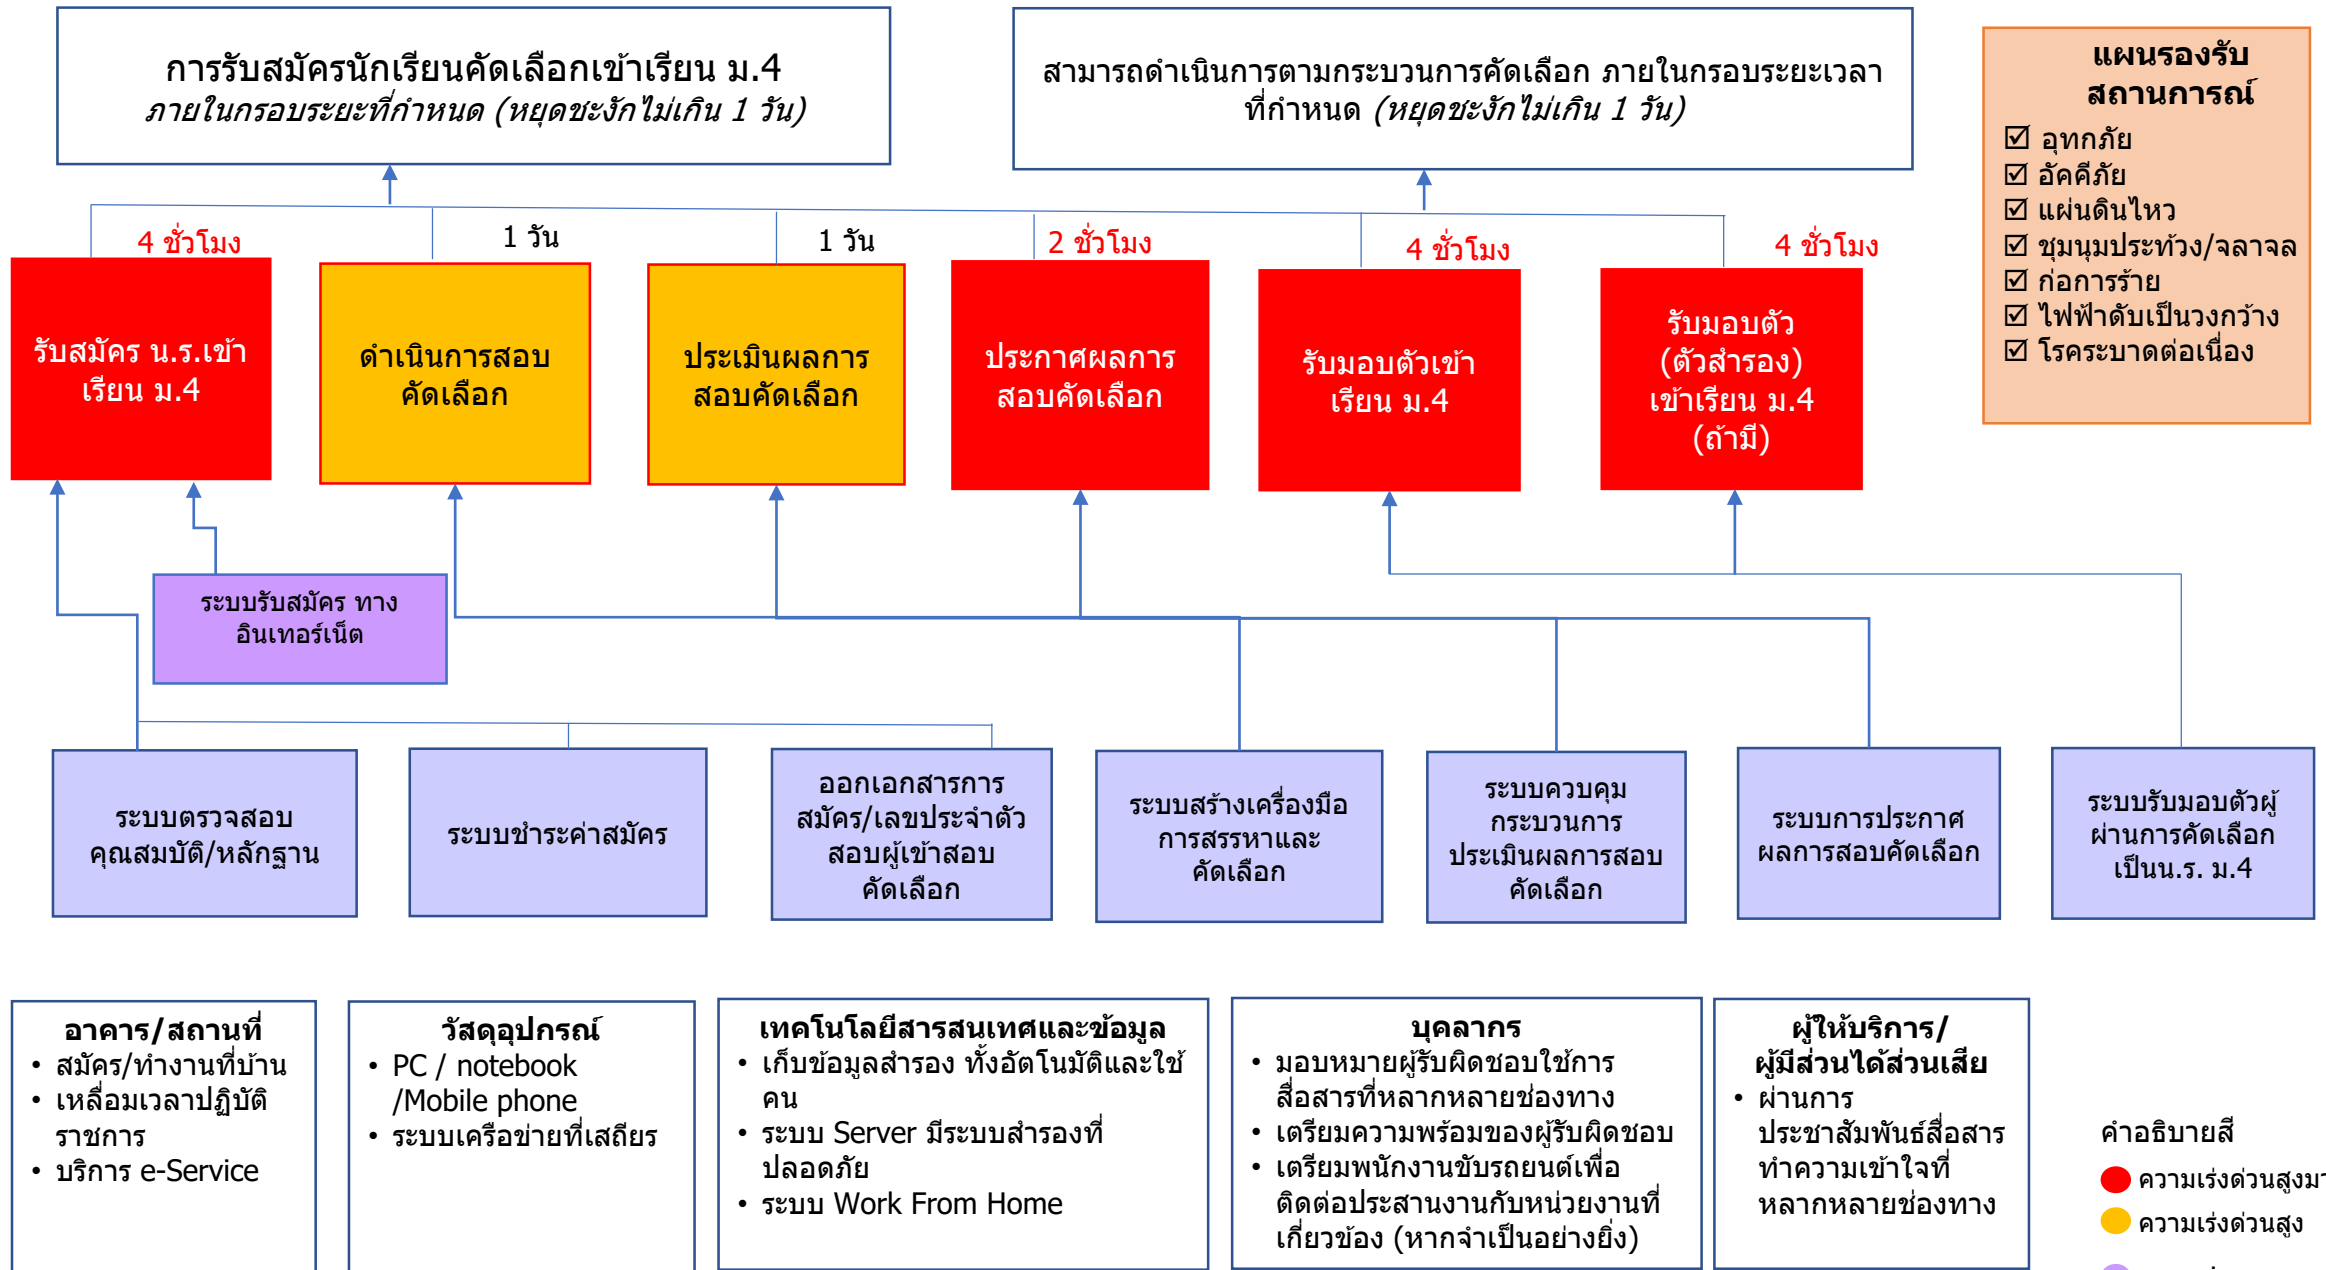 การรับสมัครนักเรียนคัดเลือกเข้าเรียน ม.4
ภายในกรอบระยะที่กำหนด (หยุดชะงักไม่เกิน 1 วัน)
สามารถดำเนินการตามกระบวนการคัดเลือก ภายในกรอบระยะเวลา
ที่กำหนด (หยุดชะงักไม่เกิน 1 วัน)
แผนรองรับ
สถานการณ์
☑ อุทกภัย
☑ อัคคีภัย
☑ แผ่นดินไหว
☑ ชุมนุมประท้วง/จลาจล
☑ ก่อการร้าย
☑ ไฟฟ้าดับเป็นวงกว้าง
☑ โรคระบาดต่อเนื่อง
4 ชั่วโมง
1 วัน
1 วัน
2 ชั่วโมง
4 ชั่วโมง
4 ชั่วโมง
รับสมัคร น.ร.เข้า
เรียน ม.4
ดำเนินการสอบ
คัดเลือก
ประเมินผลการ
สอบคัดเลือก
ประกาศผลการ
สอบคัดเลือก
รับมอบตัวเข้า
เรียน ม.4
รับมอบตัว
(ตัวสำรอง)
เข้าเรียน ม.4
(ถ้ามี)
ระบบรับสมัคร ทาง
อินเทอร์เน็ต
ระบบตรวจสอบ
คุณสมบัติ/หลักฐาน
ระบบชำระค่าสมัคร
ออกเอกสารการ
สมัคร/เลขประจำตัว
สอบผู้เข้าสอบ
คัดเลือก
ระบบสร้างเครื่องมือ
การสรรหาและ
คัดเลือก
ระบบควบคุม
กระบวนการ
ประเมินผลการสอบ
คัดเลือก
ระบบการประกาศ
ผลการสอบคัดเลือก
ระบบรับมอบตัวผู้
ผ่านการคัดเลือก
เป็นน.ร. ม.4
อาคาร/สถานที่
• สมัคร/ทำงานที่บ้าน
• เหลื่อมเวลาปฏิบัติ
ราชการ
• บริการ e-Service
วัสดุอุปกรณ์
• PC / notebook
/Mobile phone
• ระบบเครือข่ายที่เสถียร
เทคโนโลยีสารสนเทศและข้อมูล
• เก็บข้อมูลสำรอง ทั้งอัตโนมัติและใช้
คน
• ระบบ Server มีระบบสำรองที่
ปลอดภัย
• ระบบ Work From Home
บุคลากร
• มอบหมายผู้รับผิดชอบใช้การ
สื่อสารที่หลากหลายช่องทาง
• เตรียมความพร้อมของผู้รับผิดชอบ
• เตรียมพนักงานขับรถยนต์เพื่อ
ติดต่อประสานงานกับหน่วยงานที่
เกี่ยวข้อง (หากจำเป็นอย่างยิ่ง)
ผู้ให้บริการ/
ผู้มีส่วนได้ส่วนเสีย
• ผ่านการ
ประชาสัมพันธ์สื่อสาร
ทำความเข้าใจที่
หลากหลายช่องทาง
คำอธิบายสี
ความเร่งด่วนสูงมา
ความเร่งด่วนสูง